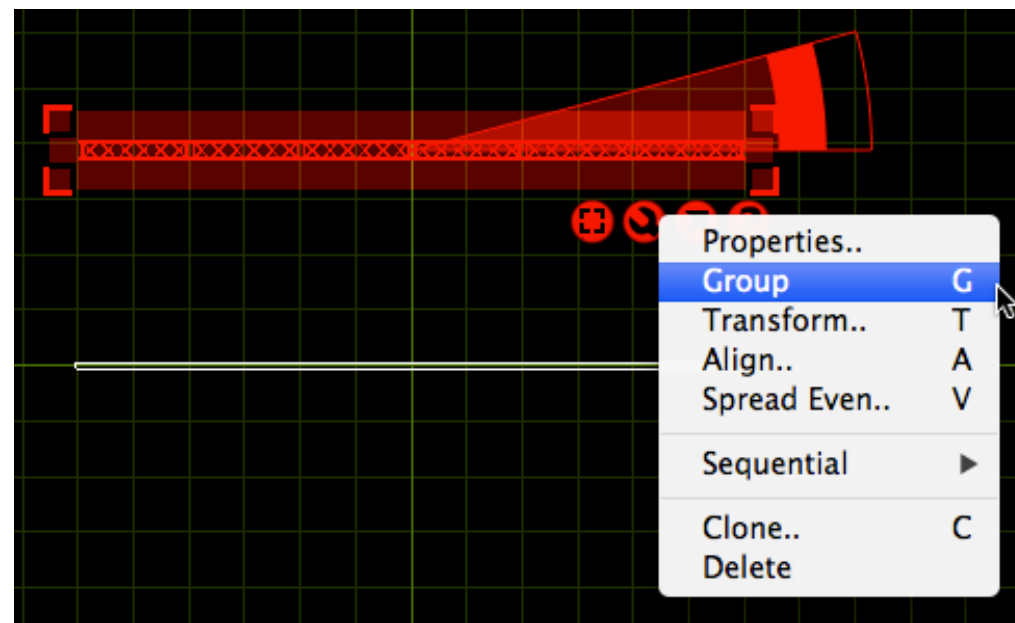 Properties..
Group G
Transform.. T
Align.. A
Spread Even.. V
Sequential
Clone.. C
Delete